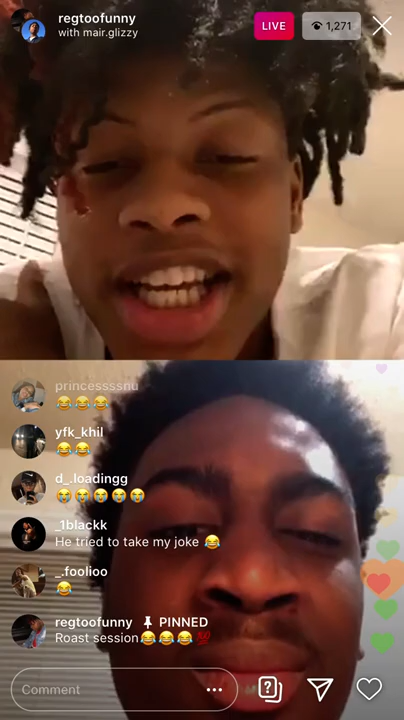 regtoofunny
with mair.glizzy
LIVE
1,271
princessssnu
😂😂😂
yfk_khil
😂😂
d_.loadingg
😭😭😭😭😭
_1blackk
He tried to take my joke 😂
_.foolioo
😂
regtoofunny 📌 PINNED
Roast session😂😂😂💯
Comment